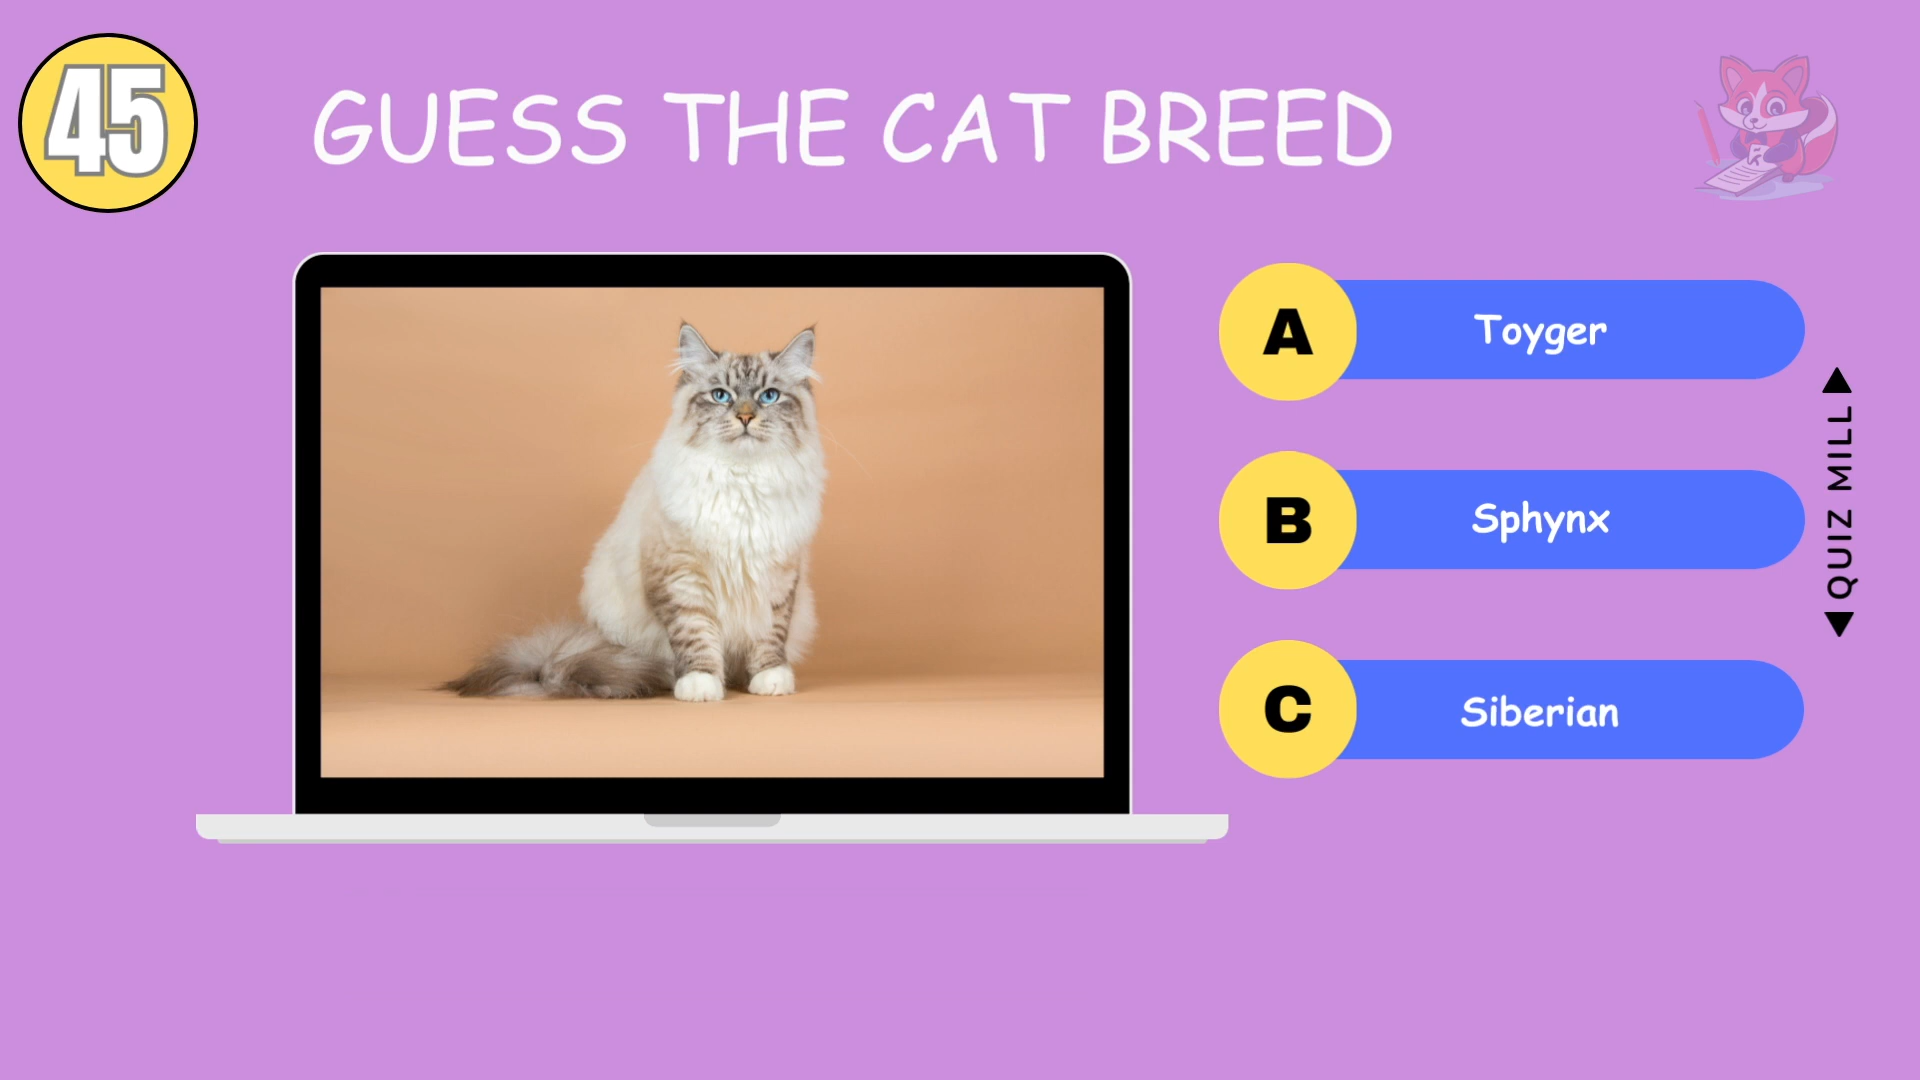 45
GUESS THE CAT BREED
A
Toyger
B
Sphynx
C
Siberian
QUIZ MILL